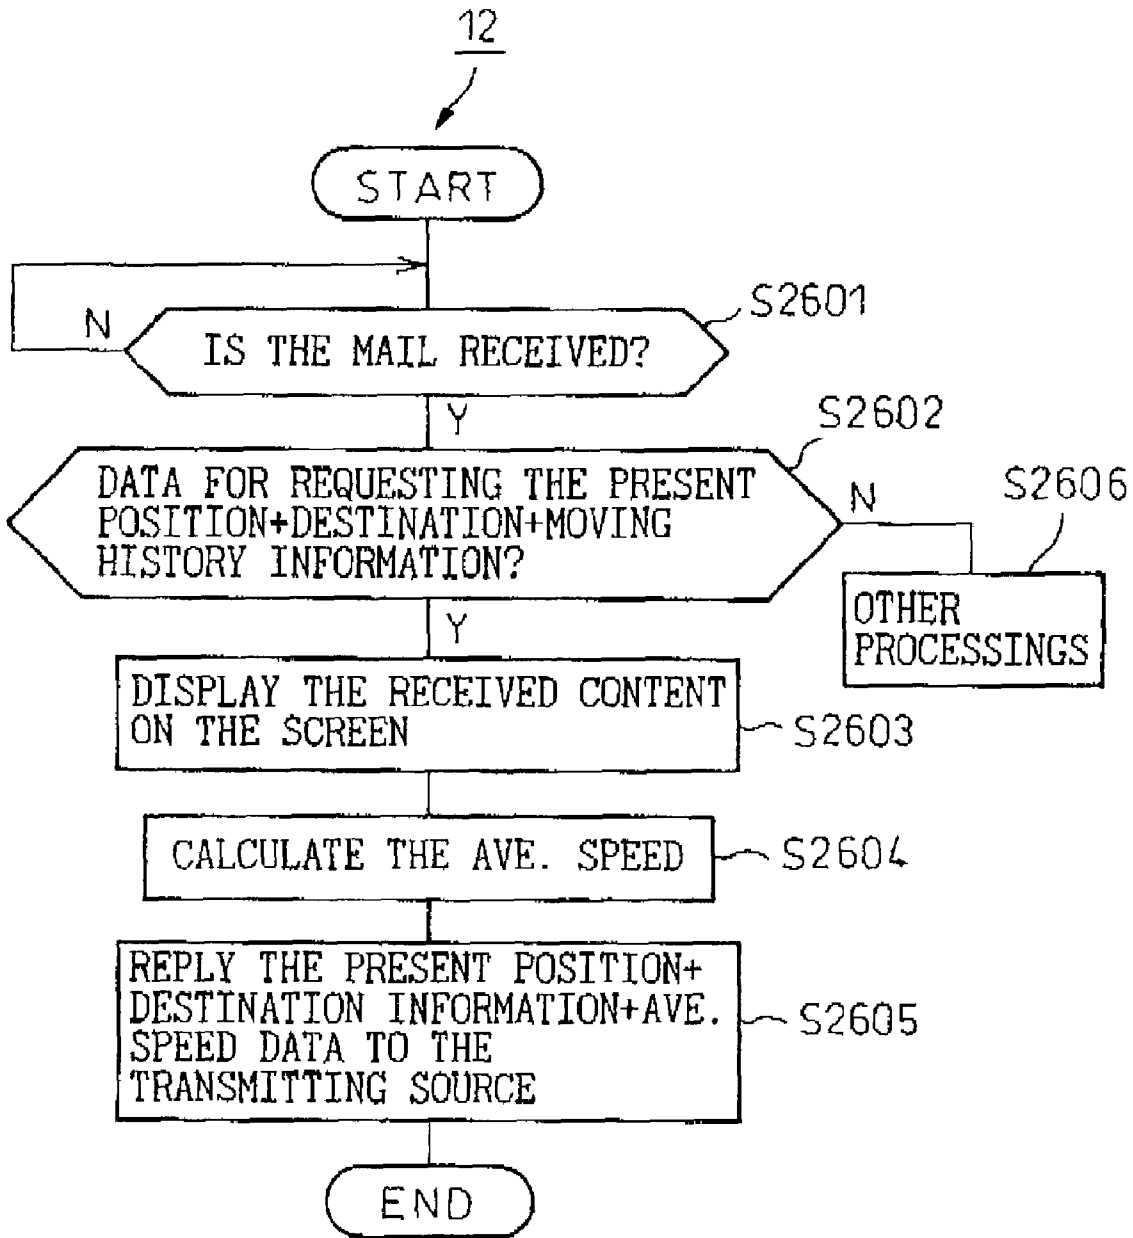 12
START
N
IS THE MAIL RECEIVED?
S2601
Y
S2602
DATA FOR REQUESTING THE PRESENT
POSITION+DESTINATION+MOVING
HISTORY INFORMATION?
N
S2606
OTHER
PROCESSINGS
Y
DISPLAY THE RECEIVED CONTENT
ON THE SCREEN
S2603
CALCULATE THE AVE. SPEED
S2604
REPLY THE PRESENT POSITION+
DESTINATION INFORMATION+AVE.
SPEED DATA TO THE
TRANSMITTING SOURCE
S2605
END